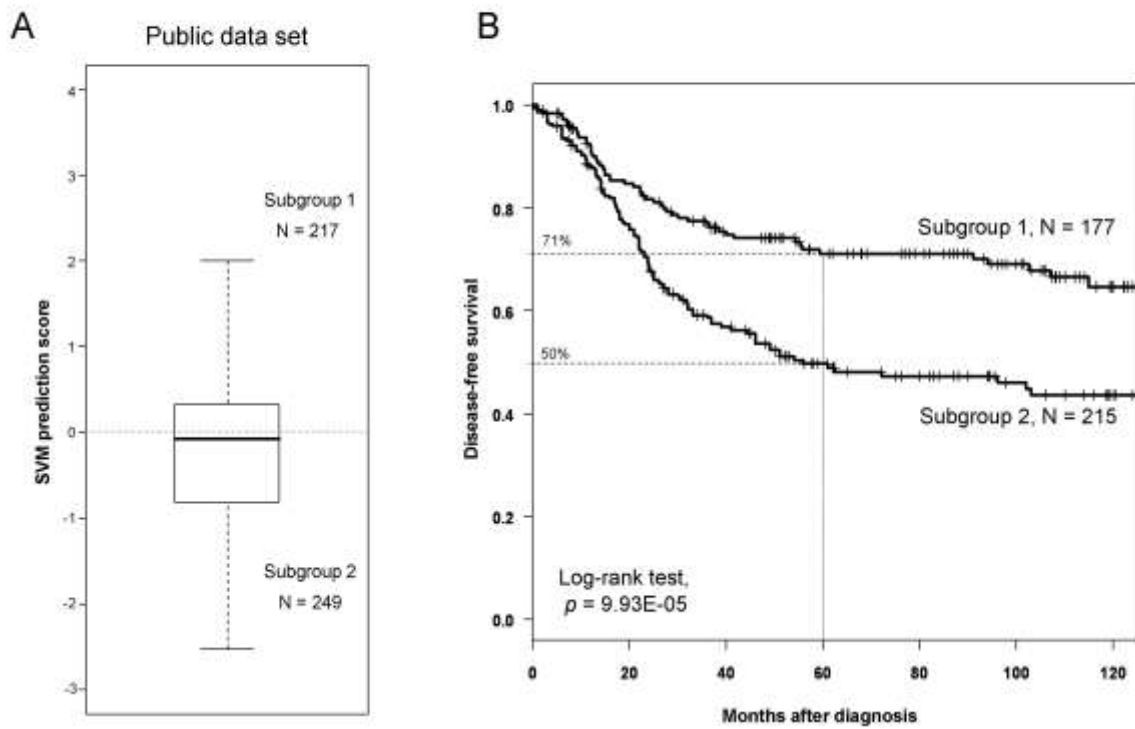 A
Public data set
4
3
2
1
0
-1
-2
-3
SVM prediction score
Subgroup 1
N = 217
Subgroup 2
N = 249
B
1.0
0.8
0.6
0.4
0.2
0.0
Disease-free survival
71%
50%
Subgroup 1, N = 177
Subgroup 2, N = 215
Log-rank test,
p = 9.93E-05
0 20 40 60 80 100 120
Months after diagnosis